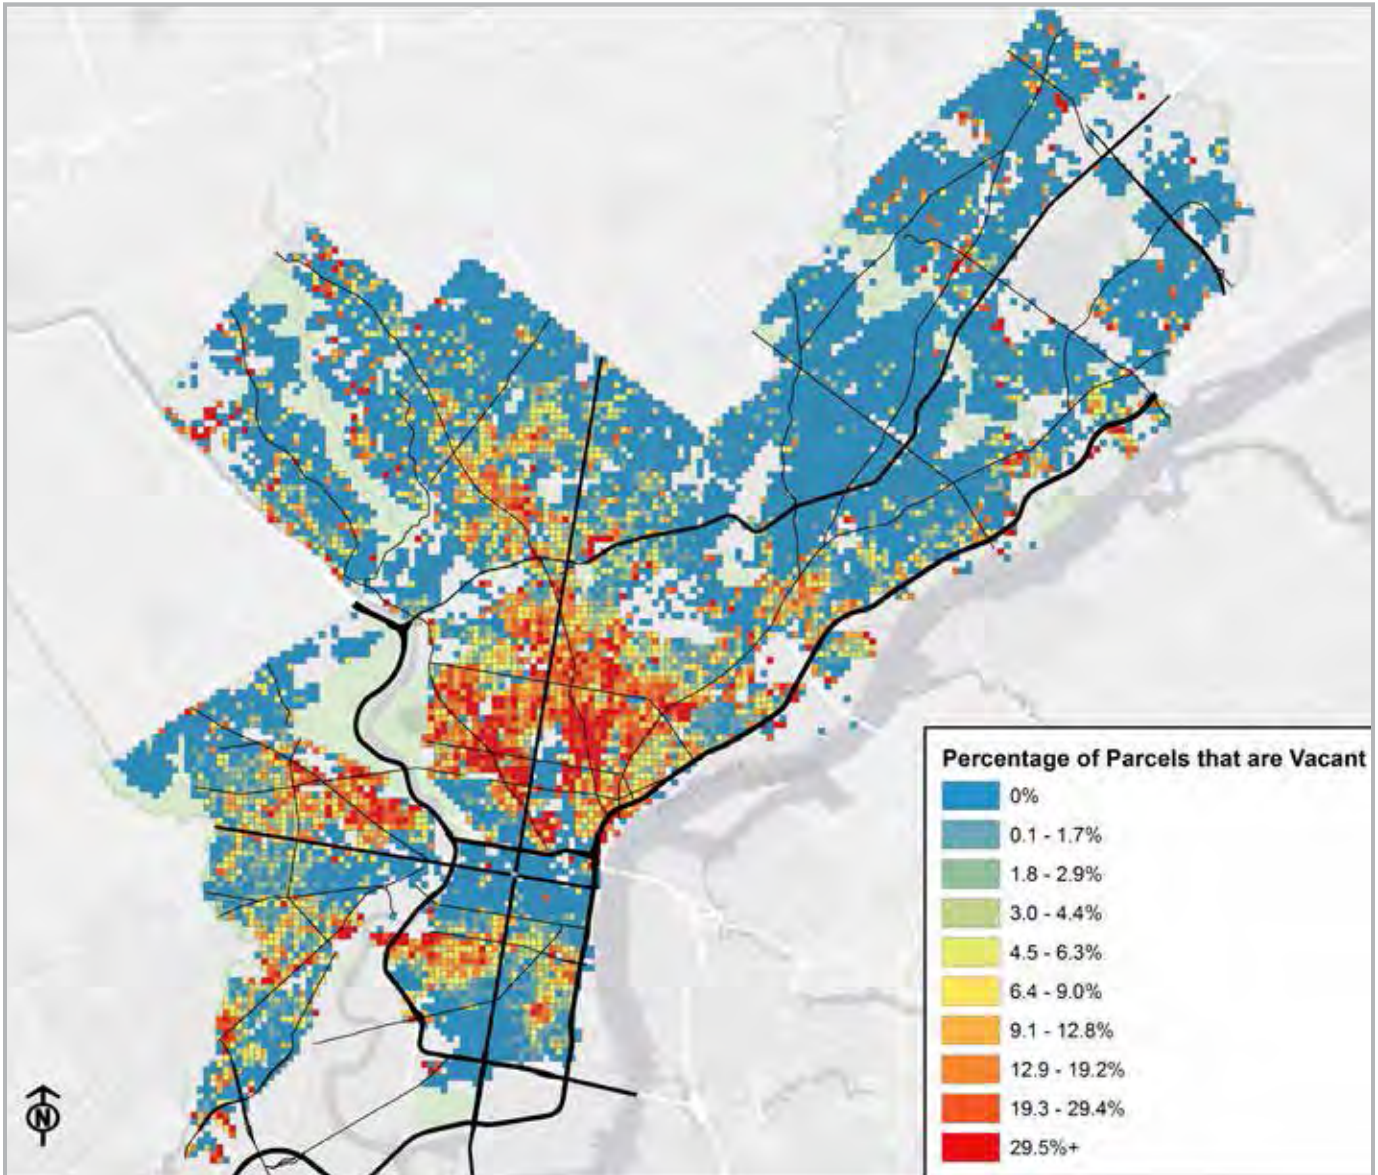 Percentage of Parcels that are Vacant
0%
0.1 - 1.7%
1.8 - 2.9%
3.0 - 4.4%
4.5 - 6.3%
6.4 - 9.0%
9.1 - 12.8%
12.9 - 19.2%
19.3 - 29.4%
29.5%+
N